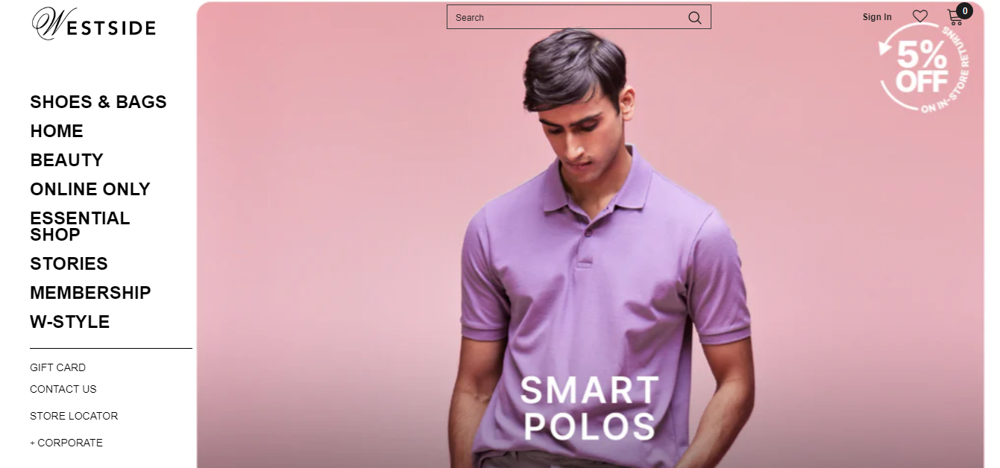 WESTSIDE
Search
Sign In
0
5%
OFF
ON IN-STORE RETURNS
SHOES & BAGS
HOME
BEAUTY
ONLINE ONLY
ESSENTIAL
SHOP
STORIES
MEMBERSHIP
W-STYLE
GIFT CARD
CONTACT US
STORE LOCATOR
+ CORPORATE
SMART
POLOS